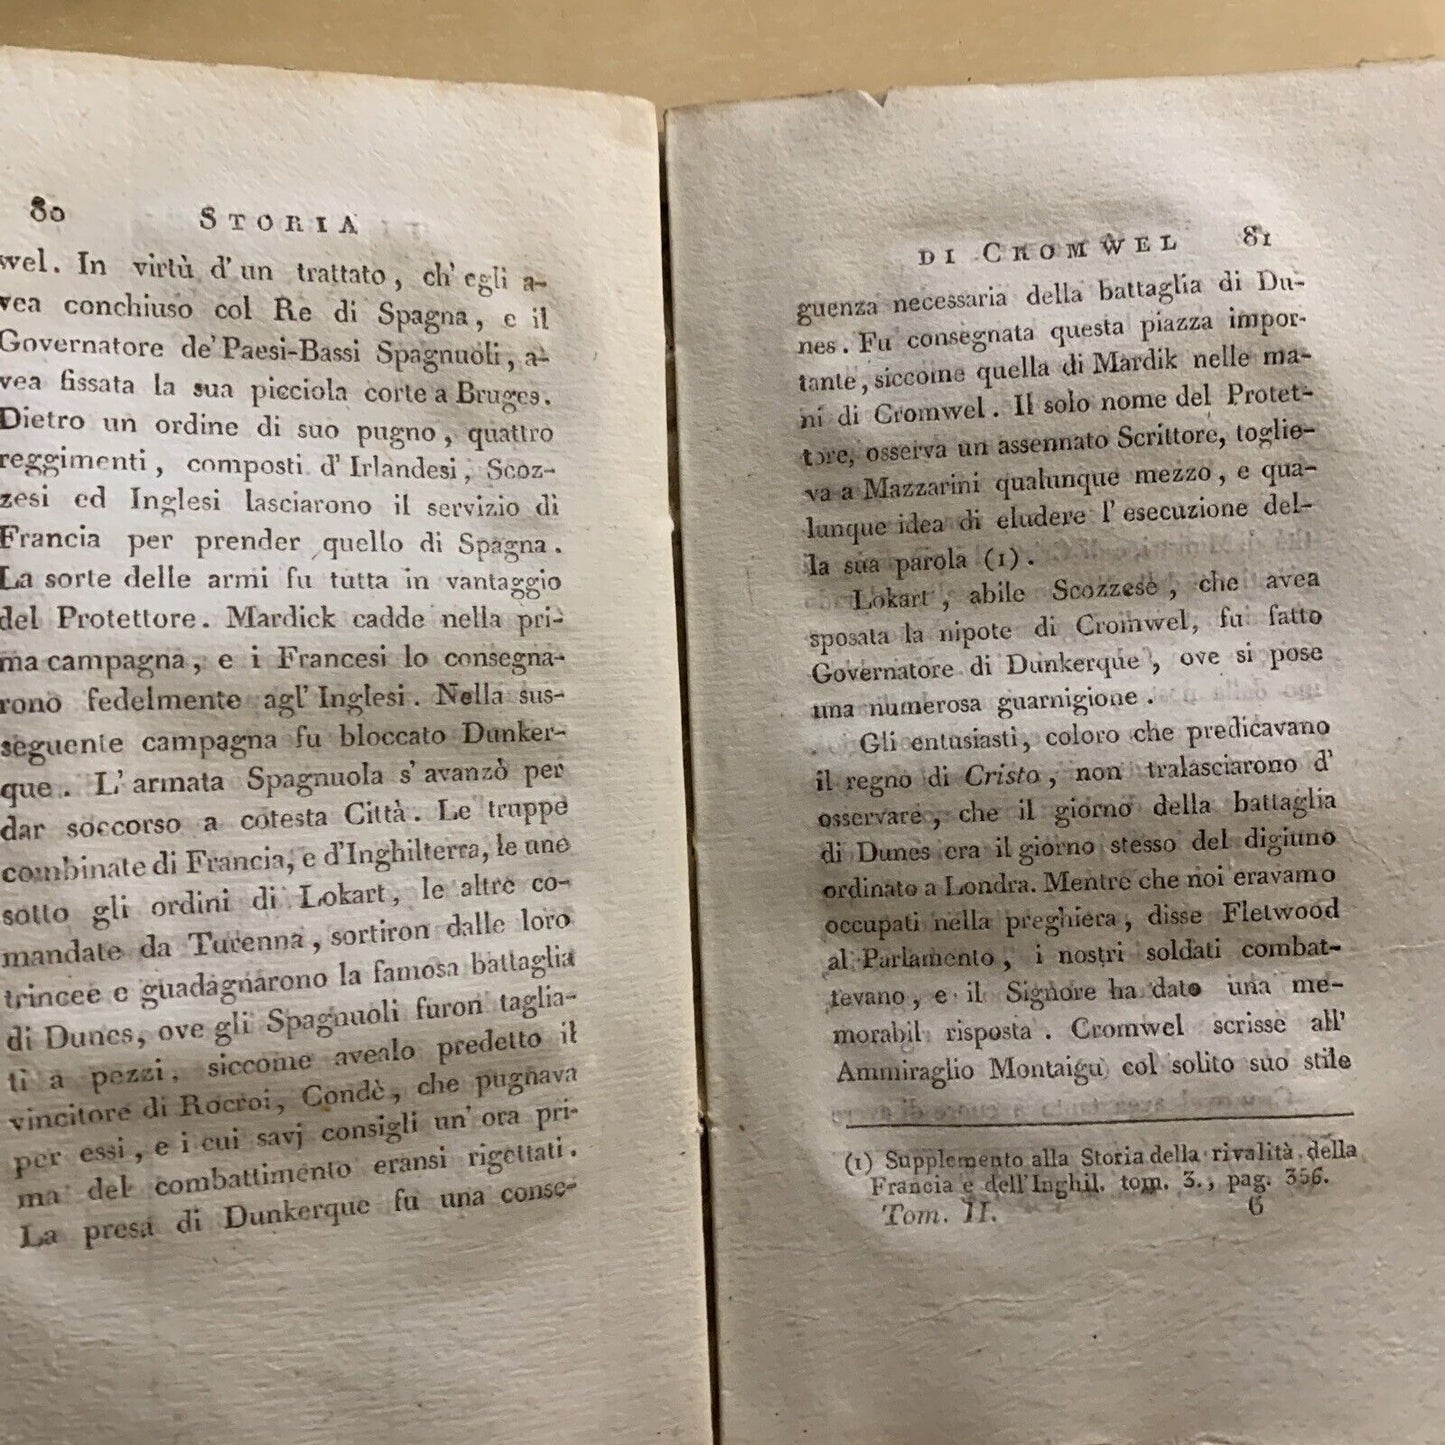 80 STORIA
wel. In virtù d' un trattato, ch' egli a-
vea conchiuso col Re di Spagna, e il
Governatore de' Paesi-Bassi Spagnuoli, a-
vea fissata la sua picciola corte a Bruges.
Dietro un ordine di suo pugno, quattro
reggimenti, composti d' Irlandesi, Scoz-
zesi ed Inglesi lasciarono il servizio di
Francia per prender quello di Spagna.
La sorte delle armi fu tutta in vantaggio
del Protettore. Mardick cadde nella pri-
ma campagna, e i Francesi lo consegna-
rono fedelmente agl' Inglesi. Nella sus-
seguente campagna fu bloccato Dunker-
que. L' armata Spagnuola s' avanzò per
dar soccorso a cotesta Città. Le truppe
combinate di Francia, e d'Inghilterra, le une
sotto gli ordini di Lokart, le altre co-
mandate da Turenna, sortiron dalle loro
trincee e guadagnarono la famosa battaglia
di Dunes, ove gli Spagnuoli furon taglia-
ti a pezzi, siccome avealo predetto il
vincitore di Rocroi, Condè, che pugnava
per essi, e i cui savj consigli un' ora pri-
ma del combattimento eransi rigettati.
La presa di Dunkerque fu una conse-
DI CROMWEL 81
guenza necessaria della battaglia di Du-
nes. Fu consegnata questa piazza impor-
tante, siccome quella di Mardik nelle ma-
ni di Cromwel. Il solo nome del Protet-
tore, osserva un assennato Scrittore, toglie-
va a Mazzarini qualunque mezzo, e qua-
lunque idea di eludere l' esecuzione del-
la sua parola (1).
Lokart, abile Scozzese, che avea
sposata la nipote di Cromwel, fu fatto
Governatore di Dunkerque, ove si pose
una numerosa guarnigione.
Gli entusiasti, coloro che predicavano
il regno di Cristo, non tralasciarono d'
osservare, che il giorno della battaglia
di Dunes era il giorno stesso del digiuno
ordinato a Londra. Mentre che noi eravamo
occupati nella preghiera, disse Fletwood
al Parlamento, i nostri soldati combat-
tevano, e il Signore ha dato una me-
morabil risposta. Cromwel scrisse all'
Ammiraglio Montaigu col solito suo stile
(1) Supplemento alla Storia della rivalità della
Francia e dell'Inghil. tom. 3., pag. 356.
Tom. II. 6